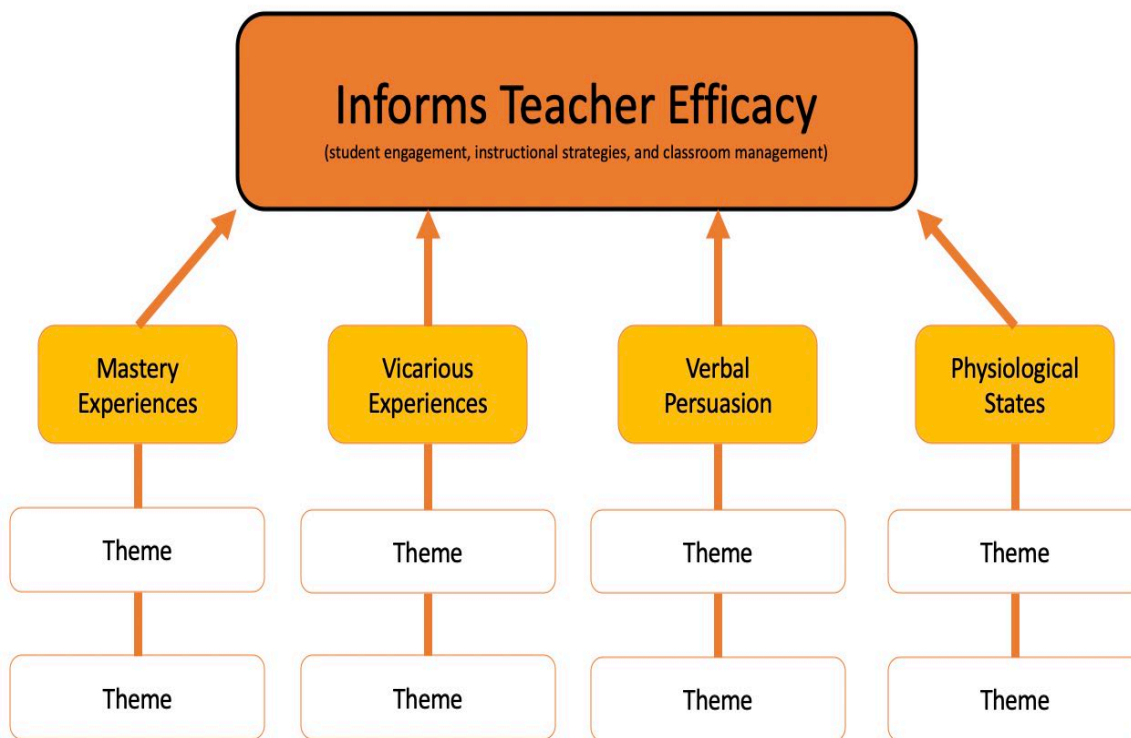 Informs Teacher Efficacy
(student engagement, instructional strategies, and classroom management)
Mastery
Experiences
Vicarious
Experiences
Verbal
Persuasion
Physiological
States
Theme
Theme
Theme
Theme
Theme
Theme
Theme
Theme